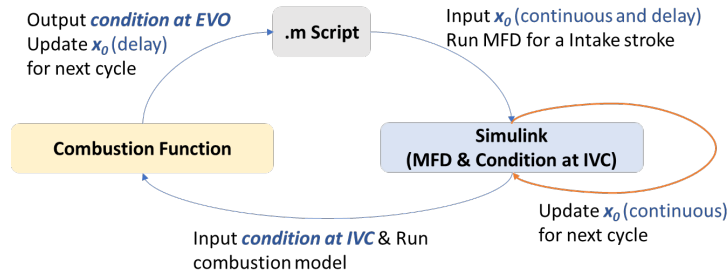 Output condition at EVO
Update x0 (delay)
for next cycle
.m Script
Input x0 (continuous and delay)
Run MFD for a Intake stroke
Combustion Function
Simulink
(MFD & Condition at IVC)
Update x0 (continuous)
for next cycle
Input condition at IVC & Run
combustion model